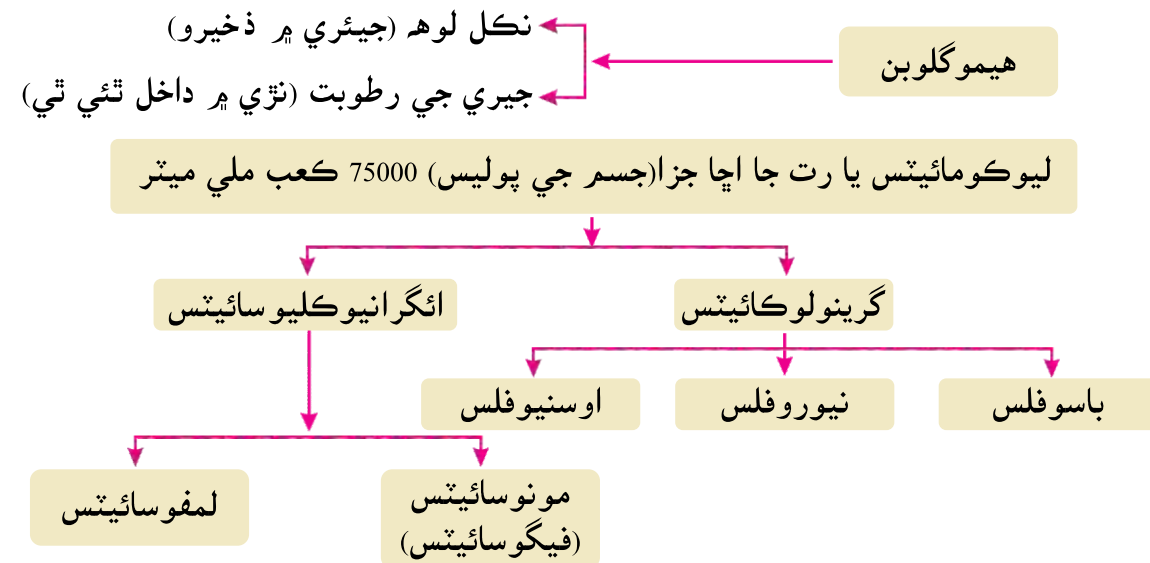 هيموگلوبن
نڪل لوهه (جيئري ۾ ذخيرو)
جيري جي رطوبت (نڙي ۾ داخل ٿئي ٿي)
ليوڪومائيٽس يا رت جا اڇا جزا(جسم جي پوليس) 75000 ڪعب ملي ميٽر
گرينولوڪائيٽس
ائگرانيوڪليوسائيٽس
باسوفلس
نيوروفلس
اوسنيوفلس
مونوسائيٽس
(فيگوسائيٽس)
لمفوسائيٽس